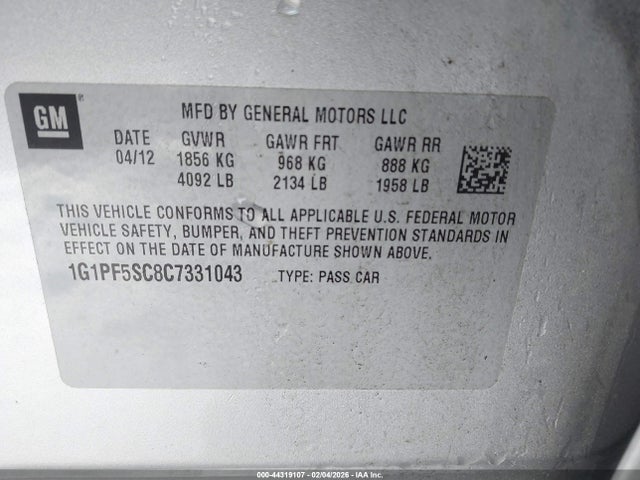 GM®
MFD BY GENERAL MOTORS LLC
DATE GVWR GAWR FRT GAWR RR
04/12 1856 KG 968 KG 888 KG
4092 LB 2134 LB 1958 LB
THIS VEHICLE CONFORMS TO ALL APPLICABLE U.S. FEDERAL MOTOR
VEHICLE SAFETY, BUMPER, AND THEFT PREVENTION STANDARDS IN
EFFECT ON THE DATE OF MANUFACTURE SHOWN ABOVE.
1G1PF5SC8C7331043 TYPE: PASS CAR
000-44319107 - 02/04/2026 - IAAI.COM